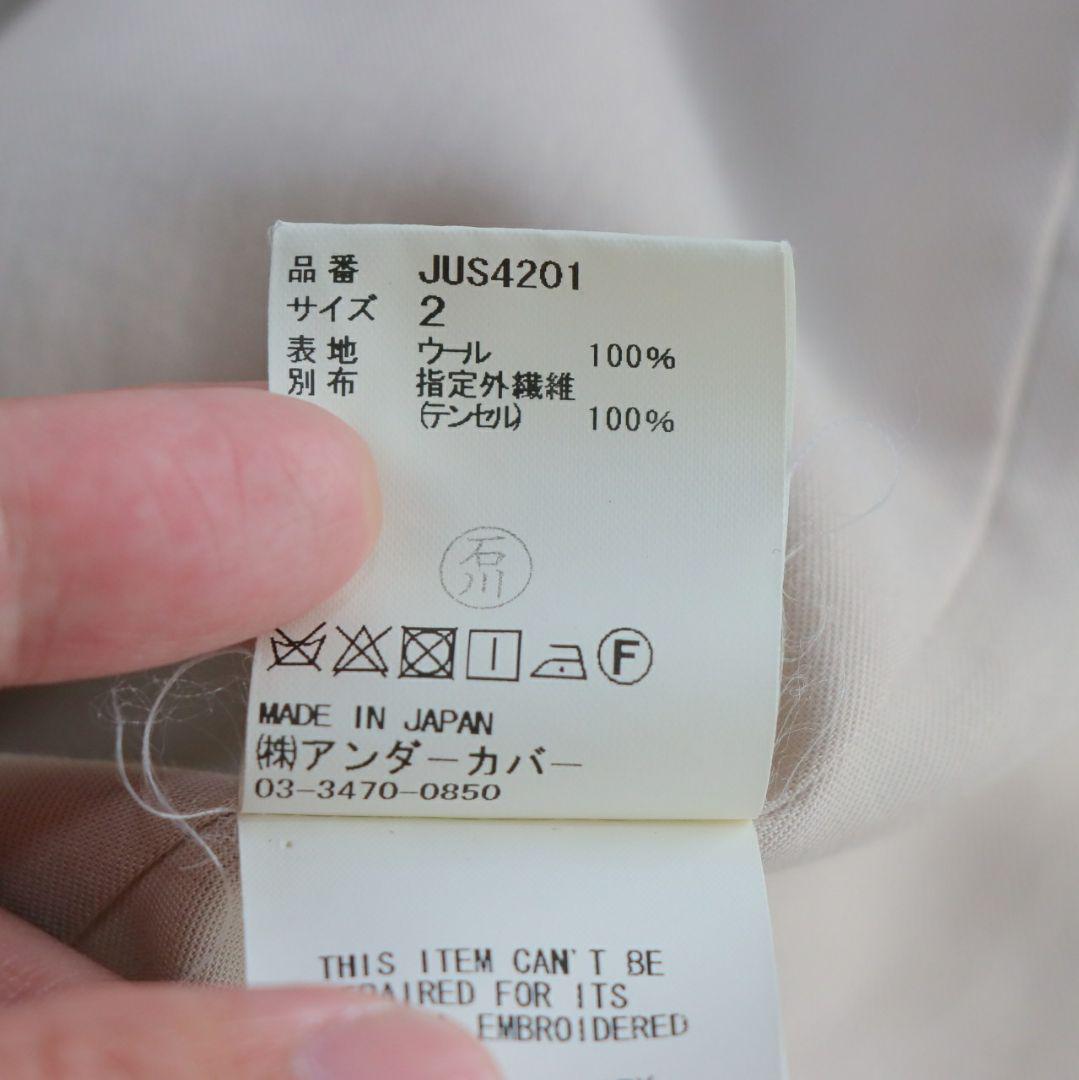 品番 JUS4201
サイズ 2
表地 ウール 100%
別布 指定外繊維
(テンセル) 100%
石川
F
MADE IN JAPAN
(株)アンダーカバー
03-3470-0850
THIS ITEM CAN'T BE
FOR ITS
EMBROIDERED